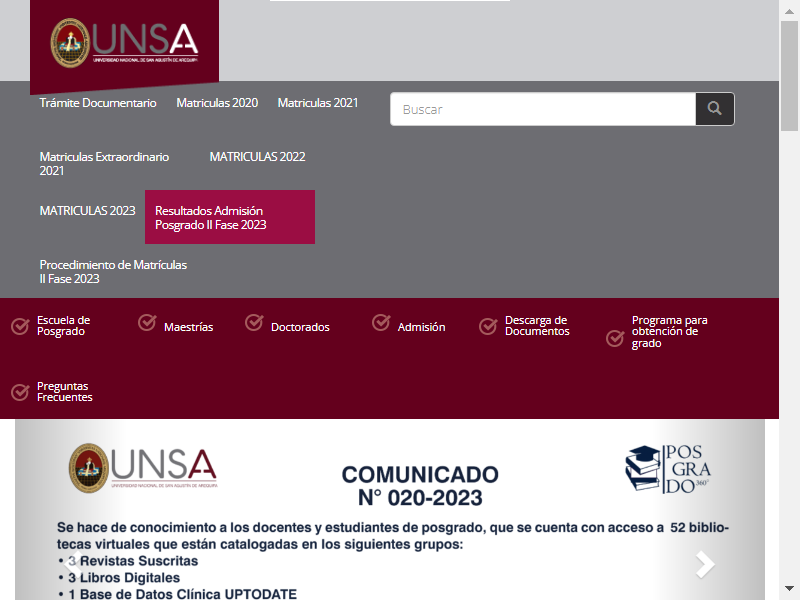 UNSA
UNIVERSIDAD NACIONAL DE SAN AGUSTÍN DE AREQUIPA
Trámite Documentario
Matriculas 2020
Matriculas 2021
Buscar
Matriculas Extraordinario
2021
MATRICULAS 2022
MATRICULAS 2023
Resultados Admisión
Posgrado II Fase 2023
Procedimiento de Matrículas
II Fase 2023
Escuela de
Posgrado
Maestrías
Doctorados
Admisión
Descarga de
Documentos
Programa para
obtención de
grado
Preguntas
Frecuentes
UNSA
UNIVERSIDAD NACIONAL DE SAN AGUSTÍN DE AREQUIPA
COMUNICADO
N° 020-2023
POS
GRA
DO 360°
Se hace de conocimiento a los docentes y estudiantes de posgrado, que se cuenta con acceso a 52 biblio-
tecas virtuales que están catalogadas en los siguientes grupos:
• 3 Revistas Suscritas
• 3 Libros Digitales
• 1 Base de Datos Clínica UPTODATE